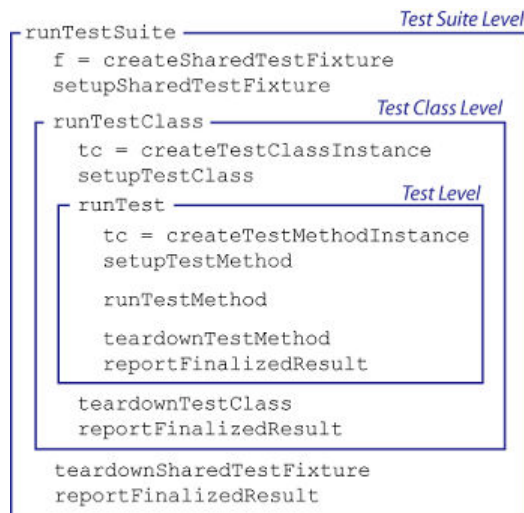 Test Suite Level
runTestSuite
f = createSharedTestFixture
setupSharedTestFixture
Test Class Level
runTestClass
tc = createTestClassInstance
setupTestClass
Test Level
runTest
tc = createTestMethodInstance
setupTestMethod
runTestMethod
teardownTestMethod
reportFinalizedResult
teardownTestClass
reportFinalizedResult
teardownSharedTestFixture
reportFinalizedResult